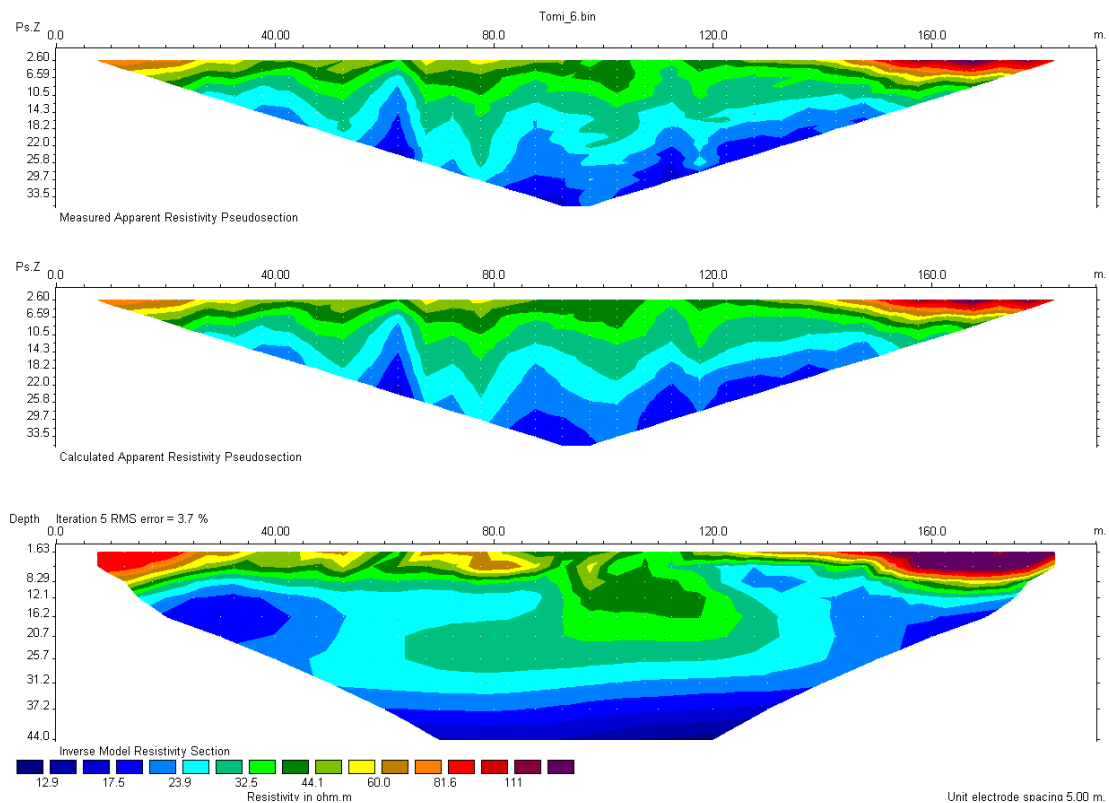 Tomi_6.bin
Ps.Z 0.0 40.00 80.0 120.0 160.0 m.
2.60
6.59
10.5
14.3
18.2
22.0
25.8
29.7
33.5
Measured Apparent Resistivity Pseudosection
Ps.Z 0.0 40.00 80.0 120.0 160.0 m.
2.60
6.59
10.5
14.3
18.2
22.0
25.8
29.7
33.5
Calculated Apparent Resistivity Pseudosection
Depth Iteration 5 RMS error = 3.7 %
0.0 40.00 80.0 120.0 160.0 m.
1.63
8.29
12.1
16.2
20.7
25.7
31.2
37.2
44.0
Inverse Model Resistivity Section
12.9 17.5 23.9 32.5 44.1 60.0 81.6 111
Resistivity in ohm.m Unit electrode spacing 5.00 m.